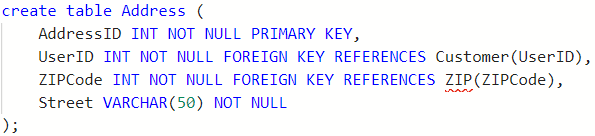 create table Address (
    AddressID INT NOT NULL PRIMARY KEY,
    UserID INT NOT NULL FOREIGN KEY REFERENCES Customer(UserID),
    ZIPCode INT NOT NULL FOREIGN KEY REFERENCES ZIP(ZIPCode),
    Street VARCHAR(50) NOT NULL
);